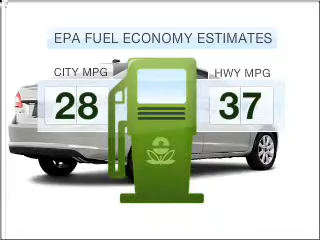 EPA FUEL ECONOMY ESTIMATES
CITY MPG
HWY MPG
28
37